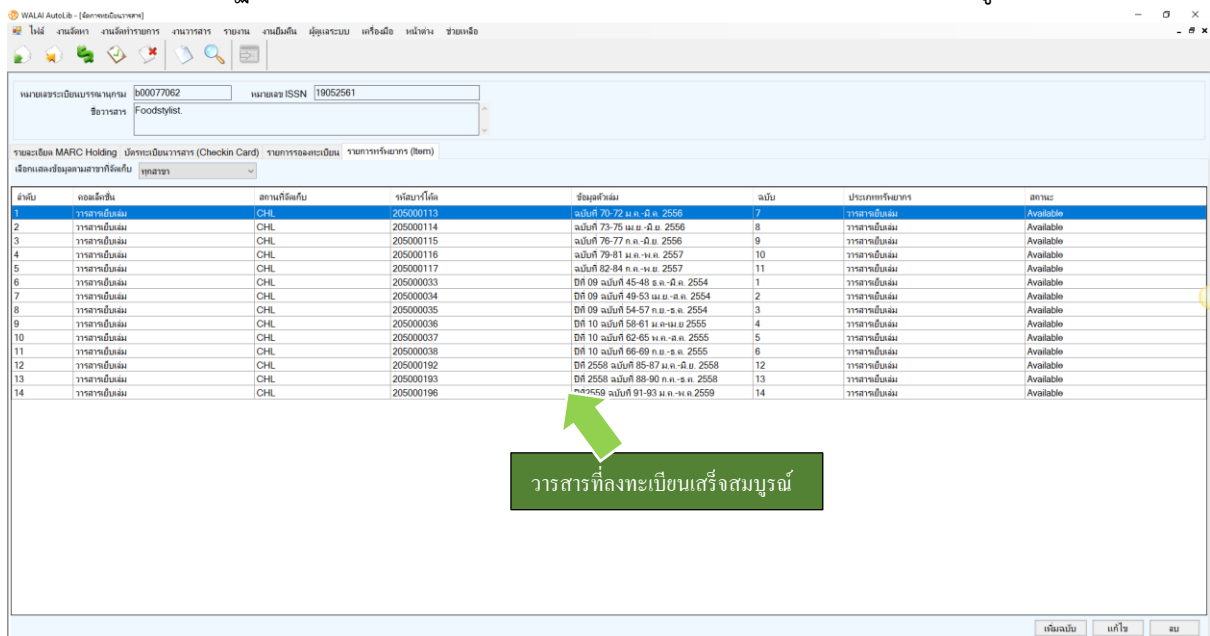 WALAI AutoLib - [จัดการทะเบียนวารสาร]
ไฟล์ งานจัดหา งานจัดทำรายการ งานวารสาร รายงาน งานยืมคืน ผู้ดูแลระบบ เครื่องมือ หน้าต่าง ช่วยเหลือ
หมายเลขระเบียนบรรณานุกรม b00077062 หมายเลข ISSN 19052561
ชื่อวารสาร Foodstylist.
รายละเอียด MARC Holding บัตรทะเบียนวารสาร (Checkin Card) รายการรอลงทะเบียน รายการทรัพยากร (Item)
เลือกแสดงข้อมูลตามสาขาที่จัดเก็บ ทุกสาขา
ลำดับ คอลเล็คชั่น สถานที่จัดเก็บ รหัสบาร์โค้ด ข้อมูลตัวเล่ม ฉบับ ประเภททรัพยากร สถานะ
1 วารสารเย็บเล่ม CHL 205000113 ฉบับที่ 70-72 ม.ค.-มี.ค. 2556 7 วารสารเย็บเล่ม Available
2 วารสารเย็บเล่ม CHL 205000114 ฉบับที่ 73-75 เม.ย.-มิ.ย. 2556 8 วารสารเย็บเล่ม Available
3 วารสารเย็บเล่ม CHL 205000115 ฉบับที่ 76-77 ก.ค.-มิ.ย. 2556 9 วารสารเย็บเล่ม Available
4 วารสารเย็บเล่ม CHL 205000116 ฉบับที่ 79-81 ม.ค.-พ.ค. 2557 10 วารสารเย็บเล่ม Available
5 วารสารเย็บเล่ม CHL 205000117 ฉบับที่ 82-84 ก.ค.-พ.ย. 2557 11 วารสารเย็บเล่ม Available
6 วารสารเย็บเล่ม CHL 205000033 ปีที่ 09 ฉบับที่ 45-48 ธ.ค.-มี.ค. 2554 1 วารสารเย็บเล่ม Available
7 วารสารเย็บเล่ม CHL 205000034 ปีที่ 09 ฉบับที่ 49-53 เม.ย.-ส.ค. 2554 2 วารสารเย็บเล่ม Available
8 วารสารเย็บเล่ม CHL 205000035 ปีที่ 09 ฉบับที่ 54-57 ก.ย.-ธ.ค. 2554 3 วารสารเย็บเล่ม Available
9 วารสารเย็บเล่ม CHL 205000036 ปีที่ 10 ฉบับที่ 58-61 ม.ค-เม.ย 2555 4 วารสารเย็บเล่ม Available
10 วารสารเย็บเล่ม CHL 205000037 ปีที่ 10 ฉบับที่ 62-65 พ.ค.-ส.ค. 2555 5 วารสารเย็บเล่ม Available
11 วารสารเย็บเล่ม CHL 205000038 ปีที่ 10 ฉบับที่ 66-69 ก.ย.-ธ.ค. 2555 6 วารสารเย็บเล่ม Available
12 วารสารเย็บเล่ม CHL 205000192 ปีที่ 2558 ฉบับที่ 85-87 ม.ค.-มิ.ย. 2558 12 วารสารเย็บเล่ม Available
13 วารสารเย็บเล่ม CHL 205000193 ปีที่ 2558 ฉบับที่ 88-90 ก.ค.-ธ.ค. 2558 13 วารสารเย็บเล่ม Available
14 วารสารเย็บเล่ม CHL 205000196 ปีที่2559 ฉบับที่ 91-93 ม.ค.-พ.ค.2559 14 วารสารเย็บเล่ม Available
วารสารที่ลงทะเบียนเสร็จสมบูรณ์
เพิ่มฉบับ แก้ไข ลบ